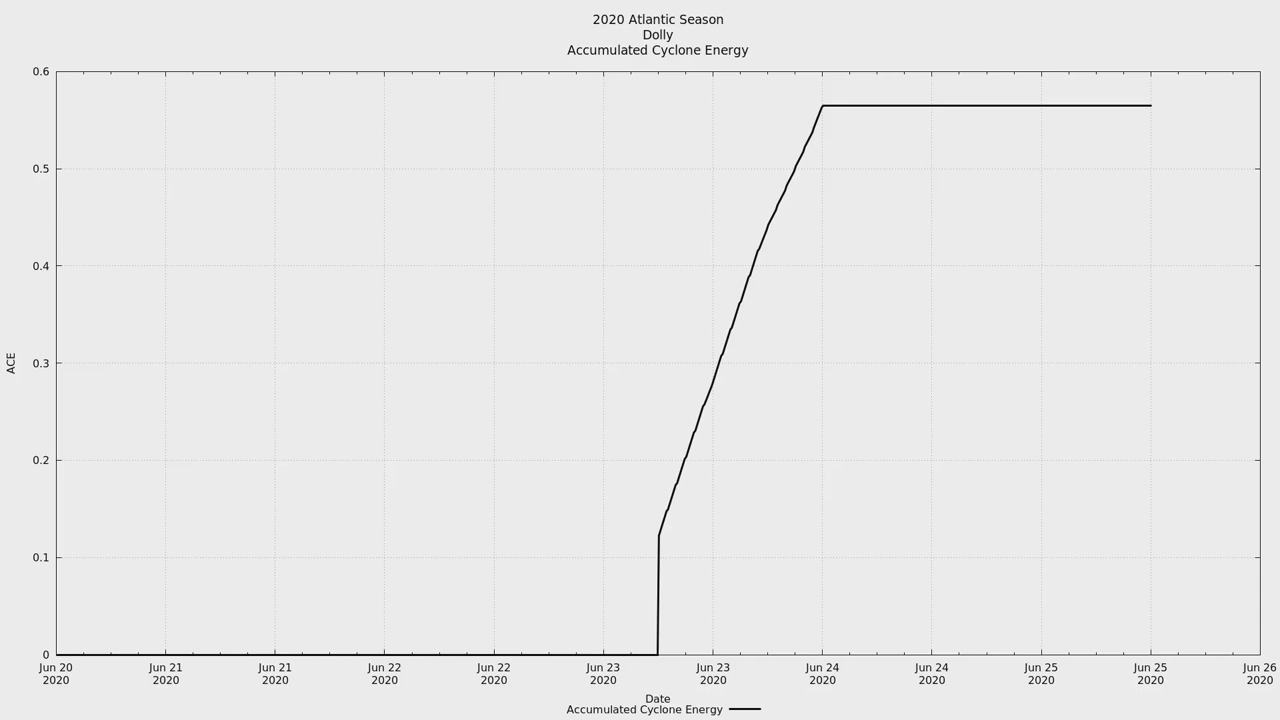 2020 Atlantic Season
Dolly
Accumulated Cyclone Energy
0.6
0.5
0.4
0.3
0.2
0.1
0
ACE
Jun 20 Jun 21 Jun 21 Jun 22 Jun 22 Jun 23 Jun 23 Jun 24 Jun 24 Jun 25 Jun 25 Jun 26
2020 2020 2020 2020 2020 2020 2020 2020 2020 2020 2020 2020
Date
Accumulated Cyclone Energy